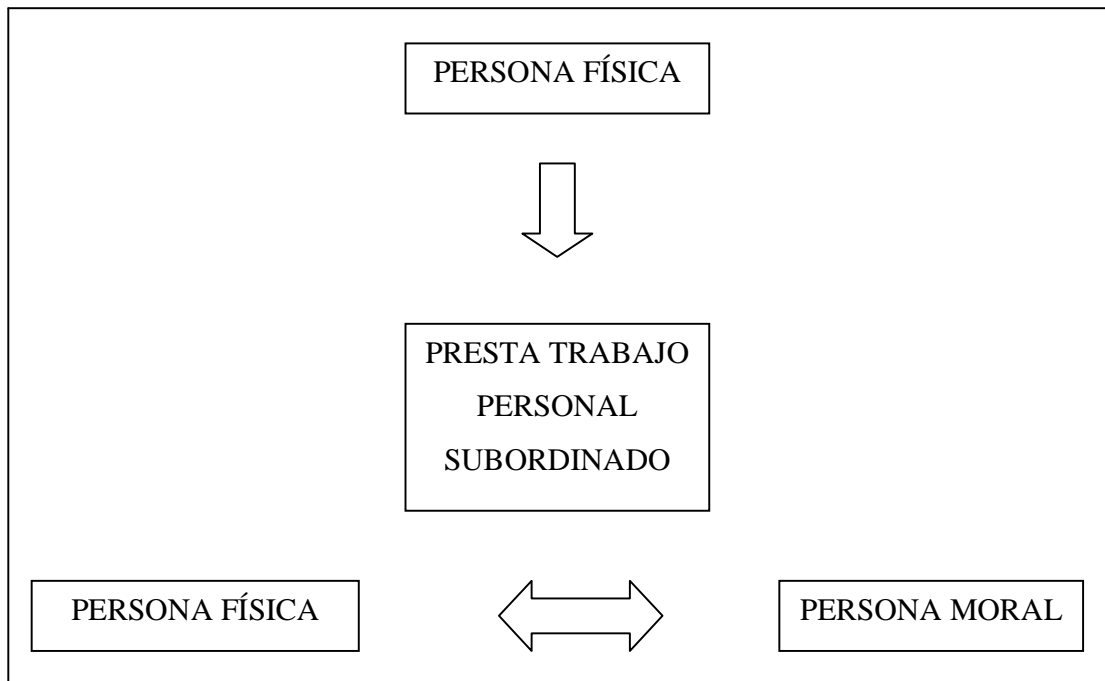 PERSONA FÍSICA
PRESTA TRABAJO
PERSONAL
SUBORDINADO
PERSONA FÍSICA
PERSONA MORAL